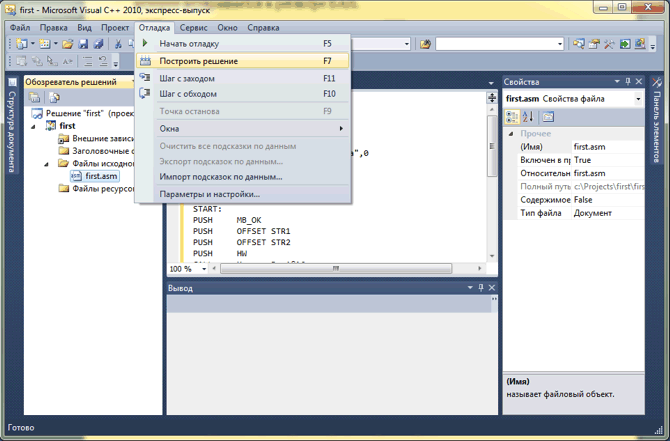 first - Microsoft Visual C++ 2010, экспресс-выпуск
Файл Правка Вид Проект Отладка Сервис Окно Справка
Начать отладку F5
Построить решение F7
Шаг с заходом F11
Шаг с обходом F10
Точка останова F9
Окна
Очистить все подсказки по данным
Экспорт подсказок по данным...
Импорт подсказок по данным...
Параметры и настройки...
Структура документа
Обозреватель решений
Решение "first" (проек
first
Внешние зависи
Заголовочные с
Файлы исходно
first.asm
Файлы ресурсо
",0
START:
PUSH MB_OK
PUSH OFFSET STR1
PUSH OFFSET STR2
PUSH HW
100 %
Вывод
Свойства
first.asm Свойства файла
Прочее
(Имя) first.asm
Включен в пр True
Относительн first.asm
Полный путь c:\Projects\first\firs
Содержимое False
Тип файла Документ
(Имя)
называет файловый объект.
Панель элементов
Готово